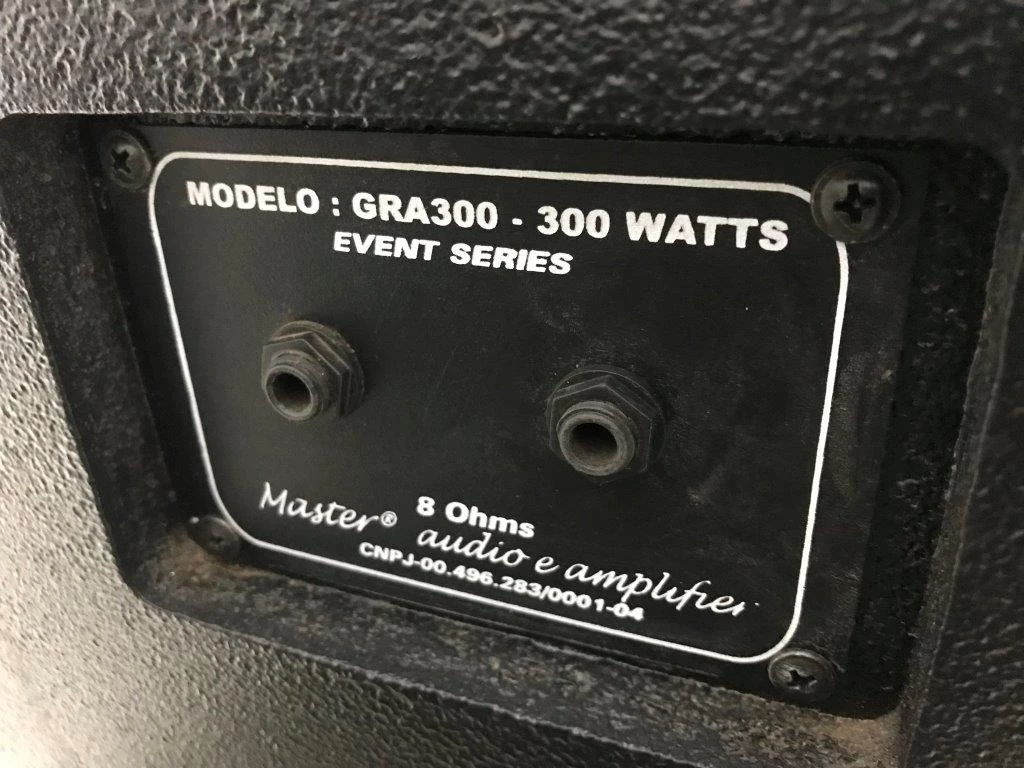 MODELO : GRA300 - 300 WATTS
EVENT SERIES
8 Ohms
Master® audio e amplifier
CNPJ-00.496.283/0001-04